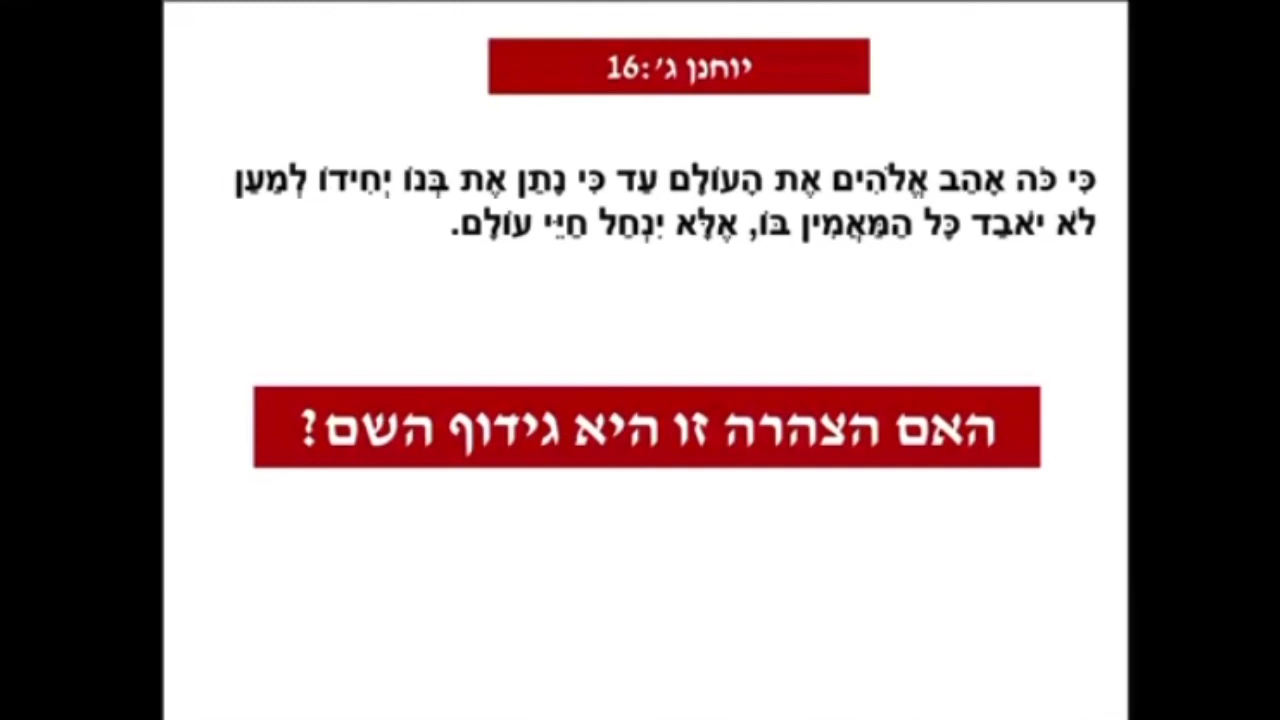 יוחנן ג׳:16
כִּי כֹּה אָהַב אֱלֹהִים אֶת הָעוֹלָם עַד כִּי נָתַן אֶת בְּנוֹ יְחִידוֹ לְמַעַן
לֹא יֹאבַד כָּל הַמַּאֲמִין בּוֹ, אֶלָּא יִנְחַל חַיֵּי עוֹלָם.
האם הצהרה זו היא גידוף השם?